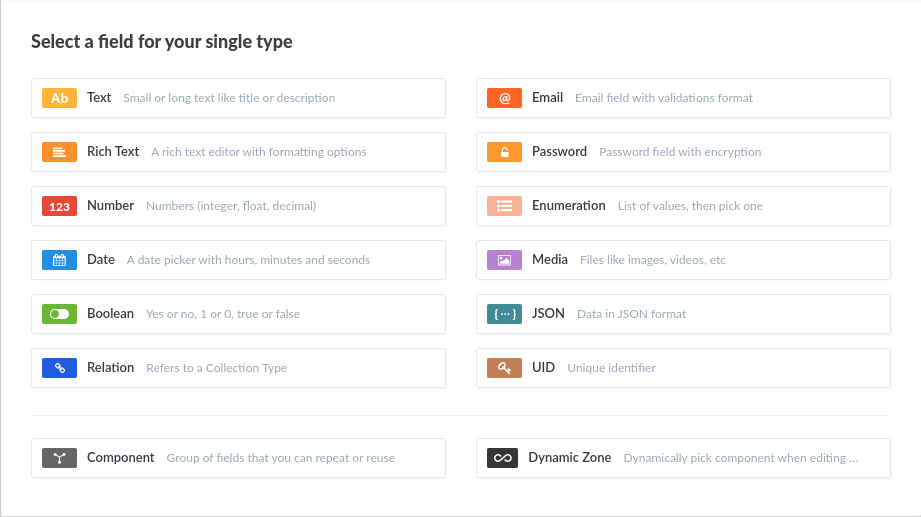 Select a field for your single type
Ab Text Small or long text like title or description
@ Email Email field with validations format
Rich Text A rich text editor with formatting options
Password Password field with encryption
123 Number Numbers (integer, float, decimal)
Enumeration List of values, then pick one
Date A date picker with hours, minutes and seconds
Media Files like images, videos, etc
Boolean Yes or no, 1 or 0, true or false
{···} JSON Data in JSON format
Relation Refers to a Collection Type
UID Unique identifier
Component Group of fields that you can repeat or reuse
Dynamic Zone Dynamically pick component when editing ...